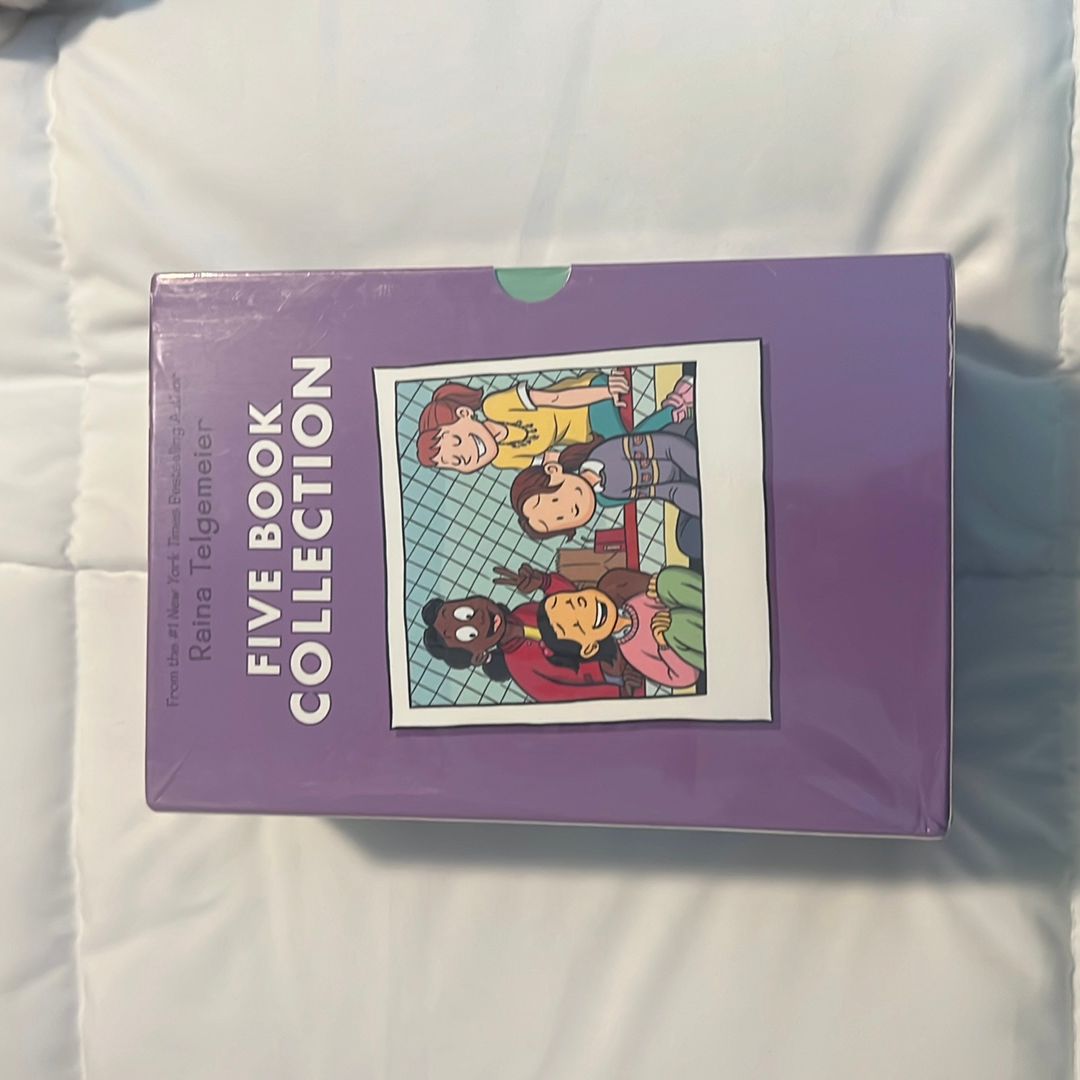 From the #1 New York Times Bestselling Author
Raina Telgemeier
FIVE BOOK
COLLECTION